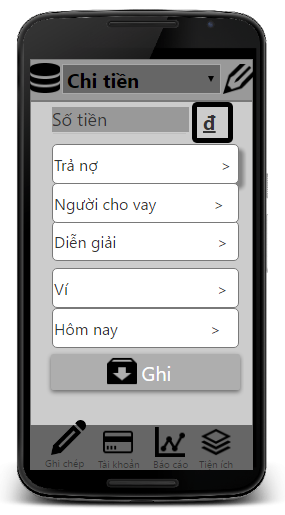 Chi tiền
Số tiền đ
Trả nợ >
Người cho vay >
Diễn giải >
Ví >
Hôm nay >
Ghi
Ghi chép Tài khoản Báo cáo Tiện ích